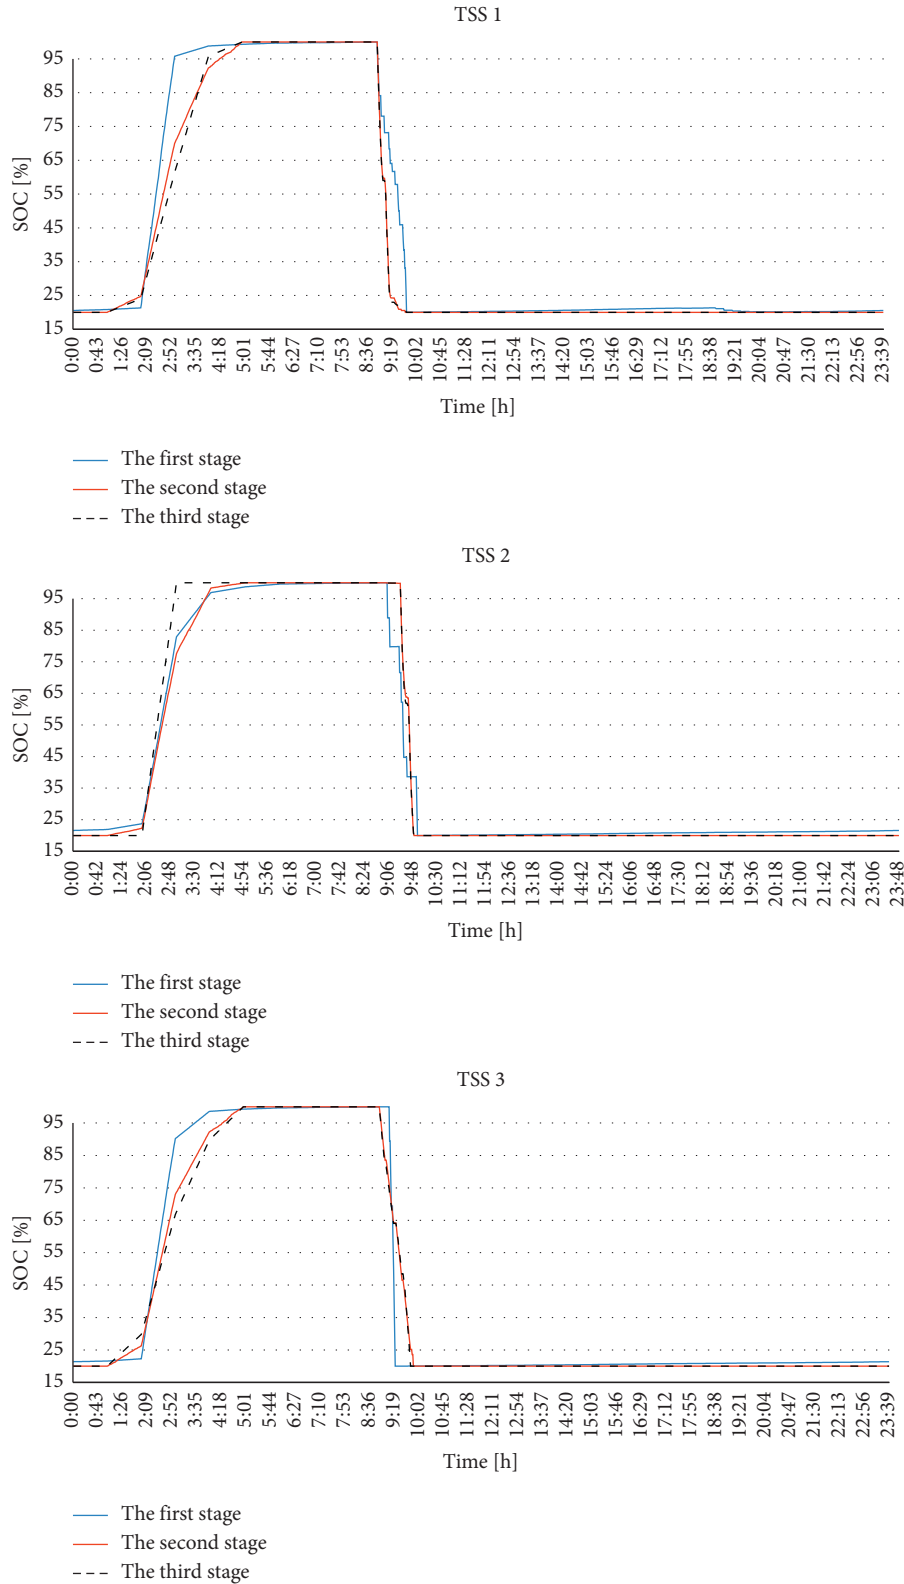 TSS 1
SOC [%]
95
85
75
65
55
45
35
25
15
0:00 0:43 1:26 2:09 2:52 3:35 4:18 5:01 5:44 6:27 7:10 7:53 8:36 9:19 10:02 10:45 11:28 12:11 12:54 13:37 14:20 15:03 15:46 16:29 17:12 17:55 18:38 19:21 20:04 20:47 21:30 22:13 22:56 23:39
Time [h]
The first stage
The second stage
The third stage
TSS 2
SOC [%]
95
85
75
65
55
45
35
25
15
0:00 0:42 1:24 2:06 2:48 3:30 4:12 4:54 5:36 6:18 7:00 7:42 8:24 9:06 9:48 10:30 11:12 11:54 12:36 13:18 14:00 14:42 15:24 16:06 16:48 17:30 18:12 18:54 19:36 20:18 21:00 21:42 22:24 23:06 23:48
Time [h]
The first stage
The second stage
The third stage
TSS 3
SOC [%]
95
85
75
65
55
45
35
25
15
0:00 0:43 1:26 2:09 2:52 3:35 4:18 5:01 5:44 6:27 7:10 7:53 8:36 9:19 10:02 10:45 11:28 12:11 12:54 13:37 14:20 15:03 15:46 16:29 17:12 17:55 18:38 19:21 20:04 20:47 21:30 22:13 22:56 23:39
Time [h]
The first stage
The second stage
The third stage